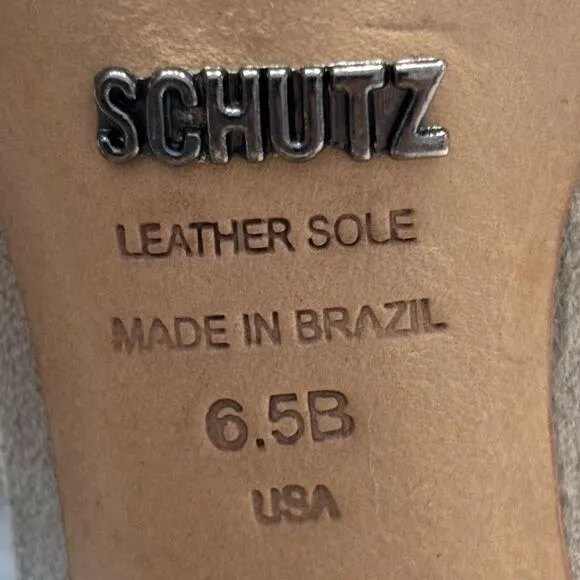 SCHUTZ
LEATHER SOLE
MADE IN BRAZIL
6.5B
USA